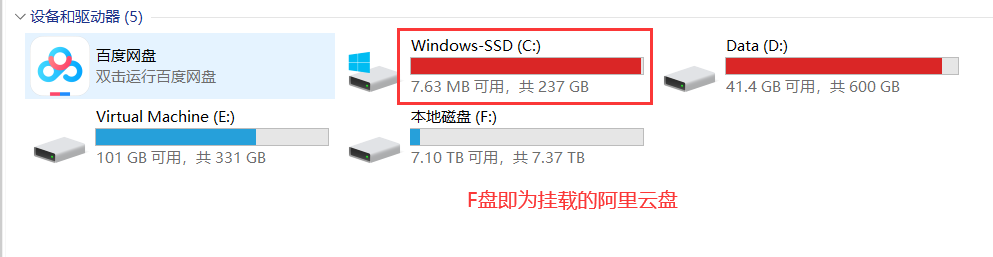 设备和驱动器 (5)
百度网盘
双击运行百度网盘
Windows-SSD (C:)
7.63 MB 可用，共 237 GB
Data (D:)
41.4 GB 可用，共 600 GB
Virtual Machine (E:)
101 GB 可用，共 331 GB
本地磁盘 (F:)
7.10 TB 可用，共 7.37 TB
F盘即为挂载的阿里云盘